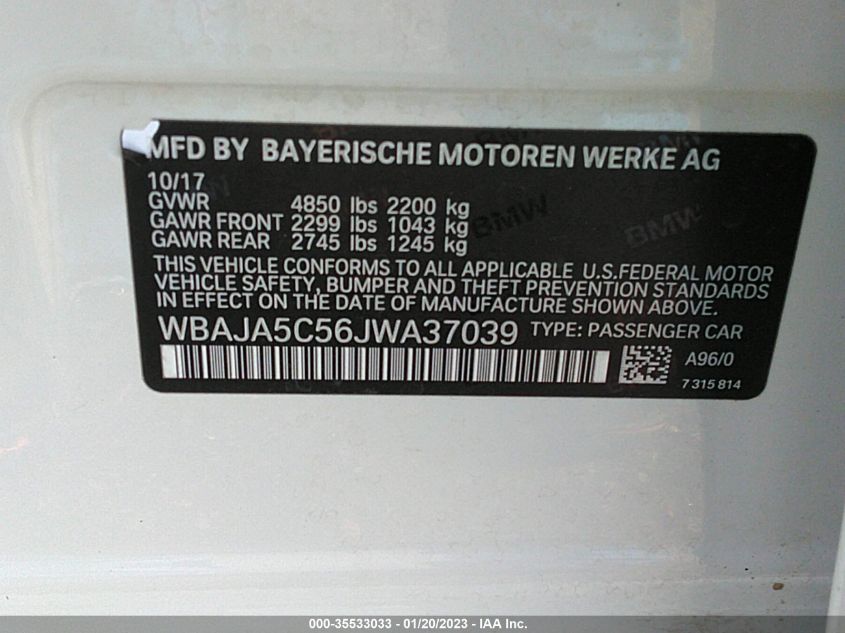 MFD BY BAYERISCHE MOTOREN WERKE AG
10/17
GVWR 4850 lbs 2200 kg
GAWR FRONT 2299 lbs 1043 kg
GAWR REAR 2745 lbs 1245 kg
BMW BMW
THIS VEHICLE CONFORMS TO ALL APPLICABLE U.S.FEDERAL MOTOR
VEHICLE SAFETY, BUMPER AND THEFT PREVENTION STANDARDS
IN EFFECT ON THE DATE OF MANUFACTURE SHOWN ABOVE.
WBAJA5C56JWA37039 TYPE: PASSENGER CAR
A96/0
7 315 814
000-35533033 - 01/20/2023 - IAA Inc.